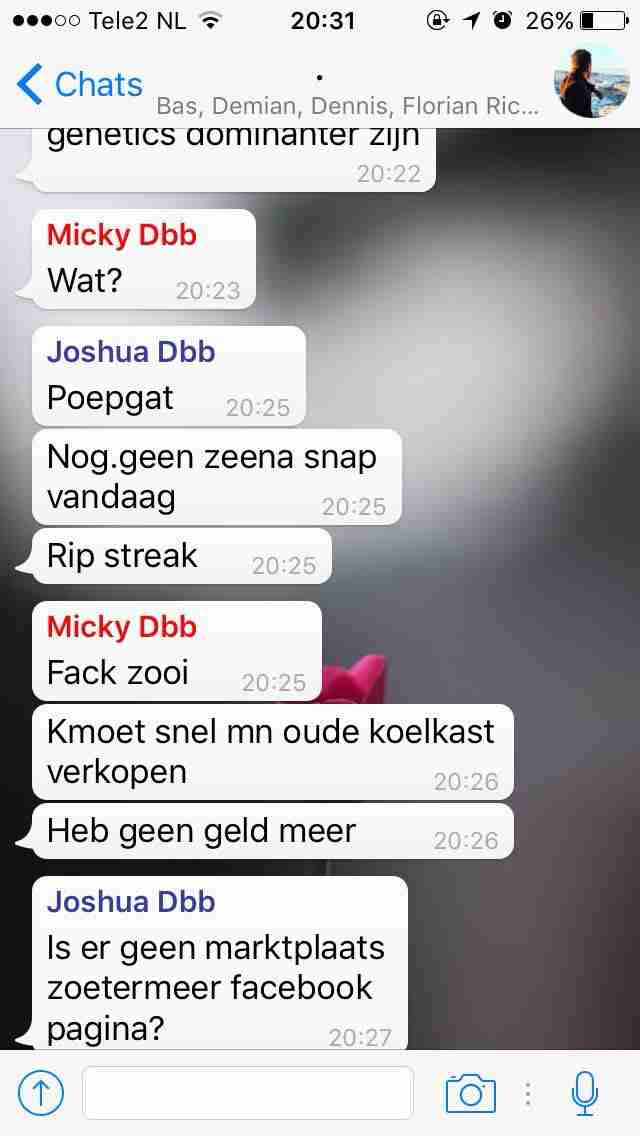 Tele2 NL 20:31 26%
Chats
.
Bas, Demian, Dennis, Florian Ric...
genetics dominanter zijn
20:22
Micky Dbb
Wat? 20:23
Joshua Dbb
Poepgat 20:25
Nog.geen zeena snap
vandaag 20:25
Rip streak 20:25
Micky Dbb
Fack zooi 20:25
Kmoet snel mn oude koelkast
verkopen 20:26
Heb geen geld meer 20:26
Joshua Dbb
Is er geen marktplaats
zoetermeer facebook
pagina? 20:27